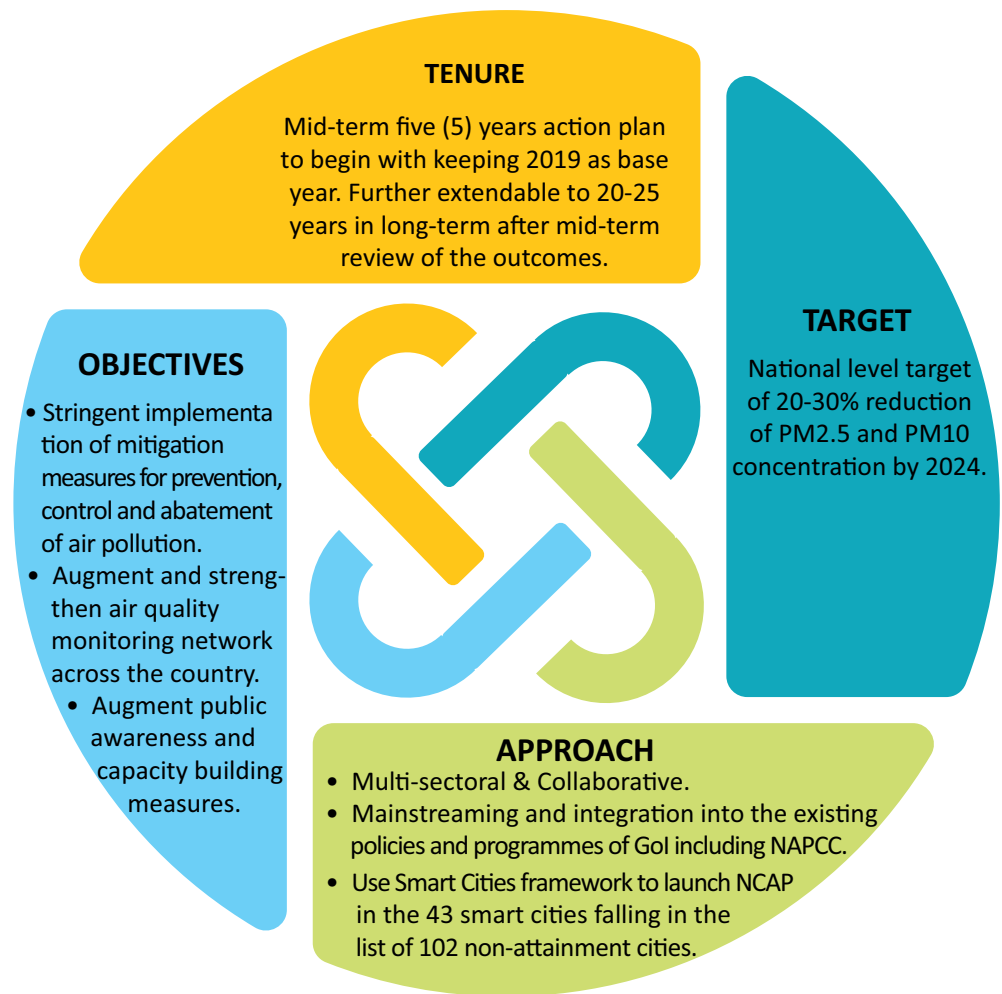 TENURE
Mid-term five (5) years action plan
to begin with keeping 2019 as base
year. Further extendable to 20-25
years in long-term after mid-term
review of the outcomes.
TARGET
National level target
of 20-30% reduction
of PM2.5 and PM10
concentration by 2024.
OBJECTIVES
• Stringent implementa
tion of mitigation
measures for prevention,
control and abatement
of air pollution.
• Augment and streng-
then air quality
monitoring network
across the country.
• Augment public
awareness and
capacity building
measures.
APPROACH
• Multi-sectoral & Collaborative.
• Mainstreaming and integration into the existing
policies and programmes of GoI including NAPCC.
• Use Smart Cities framework to launch NCAP
in the 43 smart cities falling in the
list of 102 non-attainment cities.